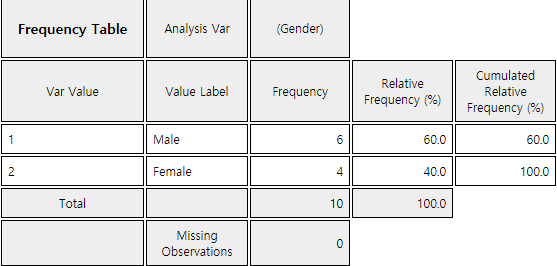 Frequency Table Analysis Var (Gender)
Var Value Value Label Frequency Relative Frequency (%) Cumulated Relative Frequency (%)
1 Male 6 60.0 60.0
2 Female 4 40.0 100.0
Total 10 100.0
Missing Observations 0